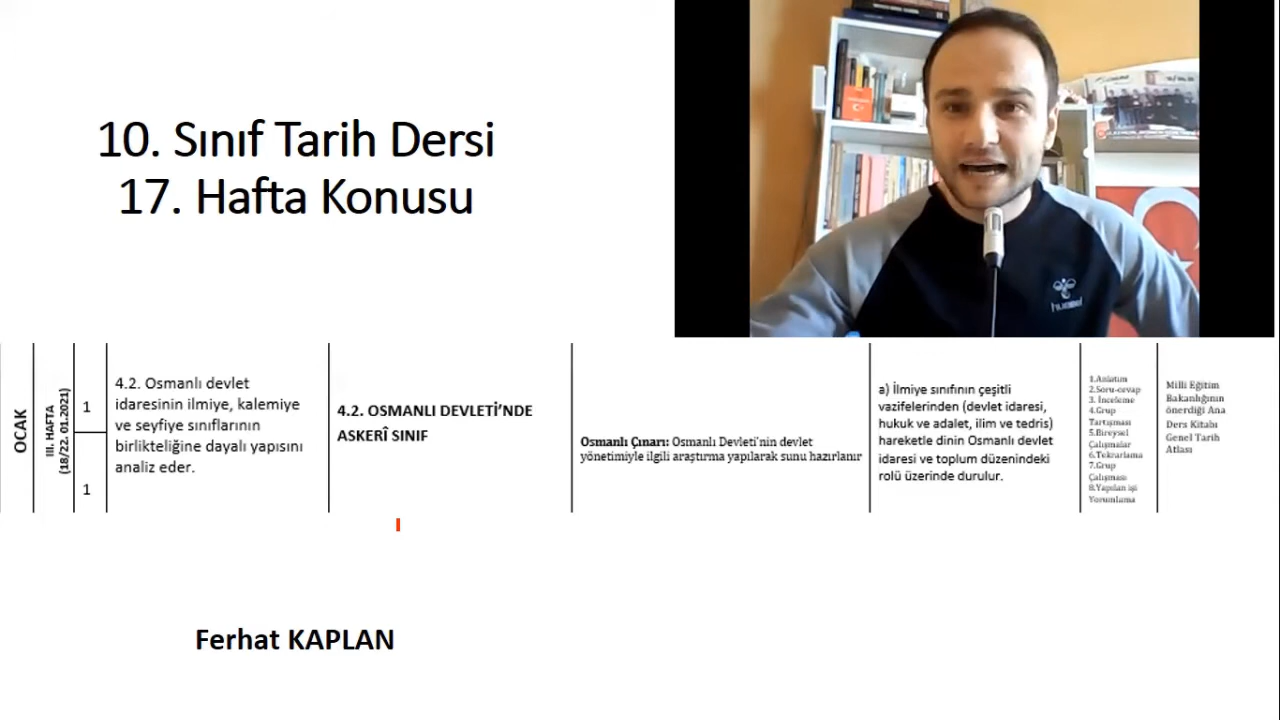 10. Sınıf Tarih Dersi
17. Hafta Konusu
hummel
OCAK
III. HAFTA
(18/22. 01.2021)
1
1
4.2. Osmanlı devlet
idaresinin ilmiye, kalemiye
ve seyfiye sınıflarının
birlikteliğine dayalı yapısını
analiz eder.
4.2. OSMANLI DEVLETİ’NDE
ASKERÎ SINIF
Osmanlı Çınarı: Osmanlı Devleti’nin devlet
yönetimiyle ilgili araştırma yapılarak sunu hazırlanır
a) İlmiye sınıfının çeşitli
vazifelerinden (devlet idaresi,
hukuk ve adalet, ilim ve tedris)
hareketle dinin Osmanlı devlet
idaresi ve toplum düzenindeki
rolü üzerinde durulur.
1.Anlatım
2.Soru-cevap
3. İnceleme
4.Grup
Tartışması
5.Bireysel
Çalışmalar
6.Tekrarlama
7.Grup
Çalışması
8.Yapılan işi
Yorumlama
Milli Eğitim
Bakanlığının
önerdiği Ana
Ders Kitabı
Genel Tarih
Atlası
Ferhat KAPLAN